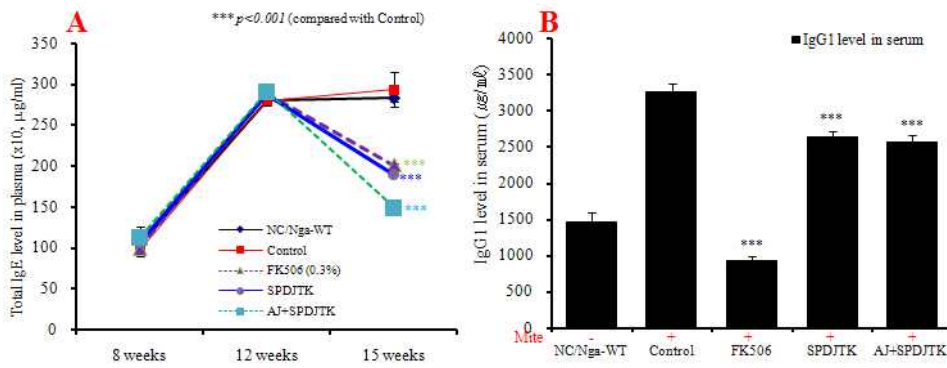 A
*** p<0.001 (compared with Control)
Total IgE level in plasma (x10, μg/ml)
350
300
250
200
150
100
50
0
***
***
***
NC/Nga-WT
Control
FK506 (0.3%)
SPDJTK
AJ+SPDJTK
8 weeks
12 weeks
15 weeks
B
IgG1 level in serum
IgG1 level in serum (㎍/㎖)
4000
3500
3000
2500
2000
1500
1000
500
0
***
***
***
Mite - + + + +
NC/Nga-WT Control FK506 SPDJTK AJ+SPDJTK